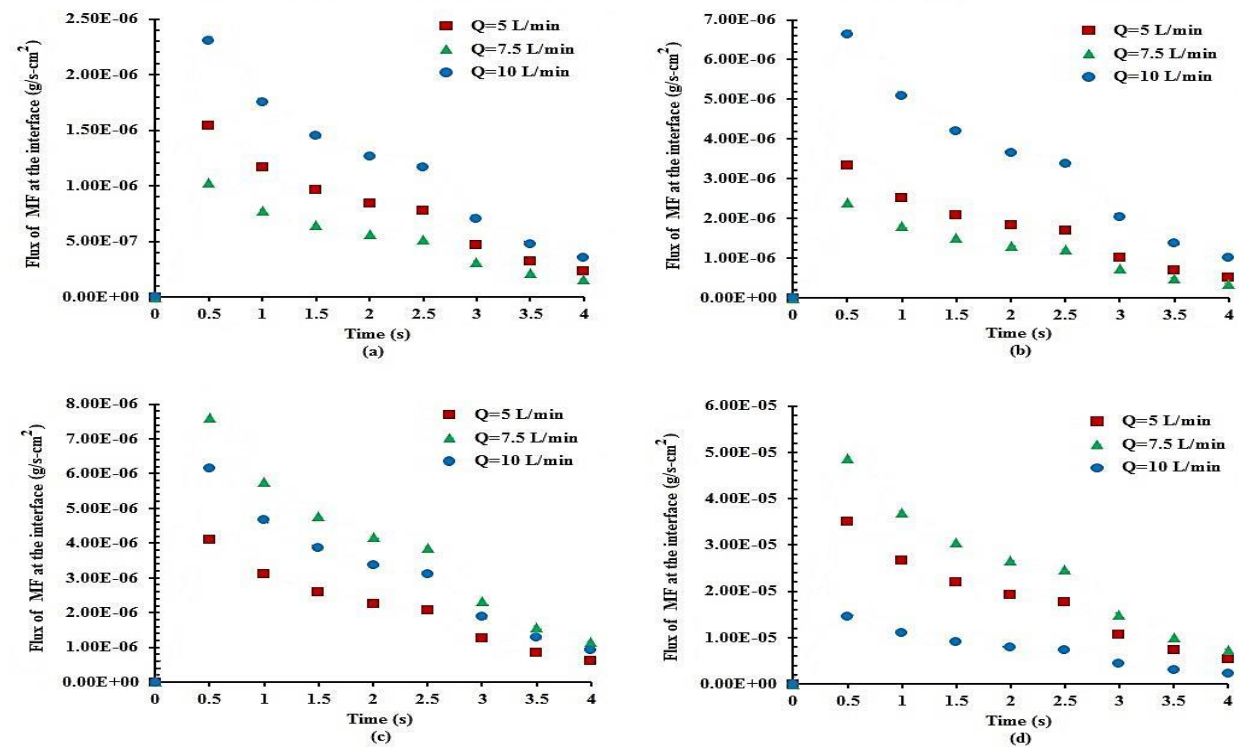 Flux of MF at the interface (g/s-cm²)
2.50E-06
2.00E-06
1.50E-06
1.00E-06
5.00E-07
0.00E+00
Q=5 L/min
Q=7.5 L/min
Q=10 L/min
0 0.5 1 1.5 2 2.5 3 3.5 4
Time (s)
(a)
Flux of MF at the interface (g/s-cm²)
7.00E-06
6.00E-06
5.00E-06
4.00E-06
3.00E-06
2.00E-06
1.00E-06
0.00E+00
Q=5 L/min
Q=7.5 L/min
Q=10 L/min
0 0.5 1 1.5 2 2.5 3 3.5 4
Time (s)
(b)
Flux of MF at the interface (g/s-cm²)
8.00E-06
7.00E-06
6.00E-06
5.00E-06
4.00E-06
3.00E-06
2.00E-06
1.00E-06
0.00E+00
Q=5 L/min
Q=7.5 L/min
Q=10 L/min
0 0.5 1 1.5 2 2.5 3 3.5 4
Time (s)
(c)
Flux of MF at the interface (g/s-cm²)
6.00E-05
5.00E-05
4.00E-05
3.00E-05
2.00E-05
1.00E-05
0.00E+00
Q=5 L/min
Q=7.5 L/min
Q=10 L/min
0 0.5 1 1.5 2 2.5 3 3.5 4
Time (s)
(d)